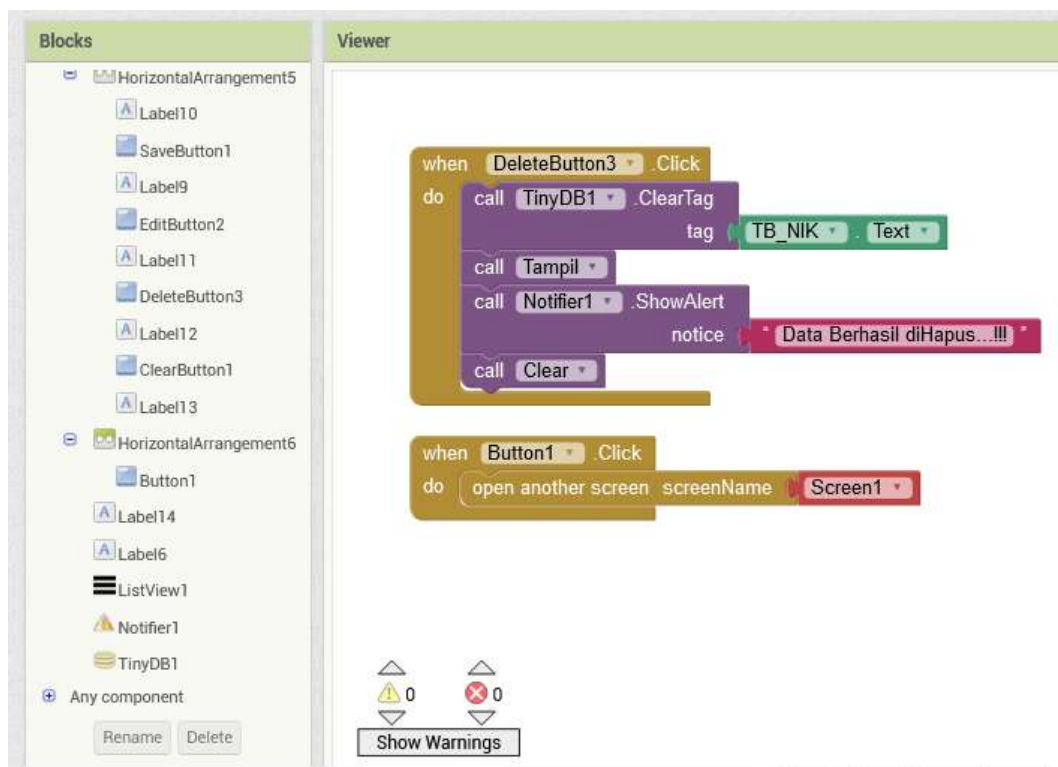 Blocks
HorizontalArrangement5
Label10
SaveButton1
Label9
EditButton2
Label11
DeleteButton3
Label12
ClearButton1
Label13
HorizontalArrangement6
Button1
Label14
Label6
ListView1
Notifier1
TinyDB1
Any component
Rename Delete
Viewer
when DeleteButton3 .Click
do call TinyDB1 .ClearTag
tag TB_NIK . Text
call Tampil
call Notifier1 .ShowAlert
notice " Data Berhasil diHapus...!!! "
call Clear
when Button1 .Click
do open another screen screenName Screen1
0 0
Show Warnings